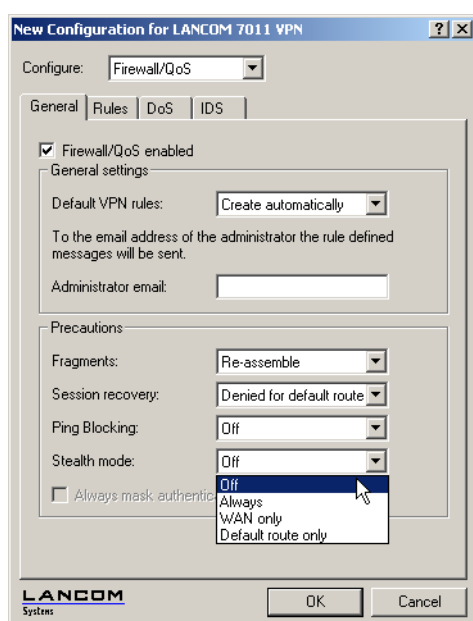 New Configuration for LANCOM 7011 VPN
Configure: Firewall/QoS
General Rules DoS IDS
Firewall/QoS enabled
General settings
Default VPN rules: Create automatically
To the email address of the administrator the rule defined
messages will be sent.
Administrator email:
Precautions
Fragments: Re-assemble
Session recovery: Denied for default route
Ping Blocking: Off
Stealth mode: Off
Off
Always mask authentic
Always
WAN only
Default route only
LANCOM
Systems
OK Cancel